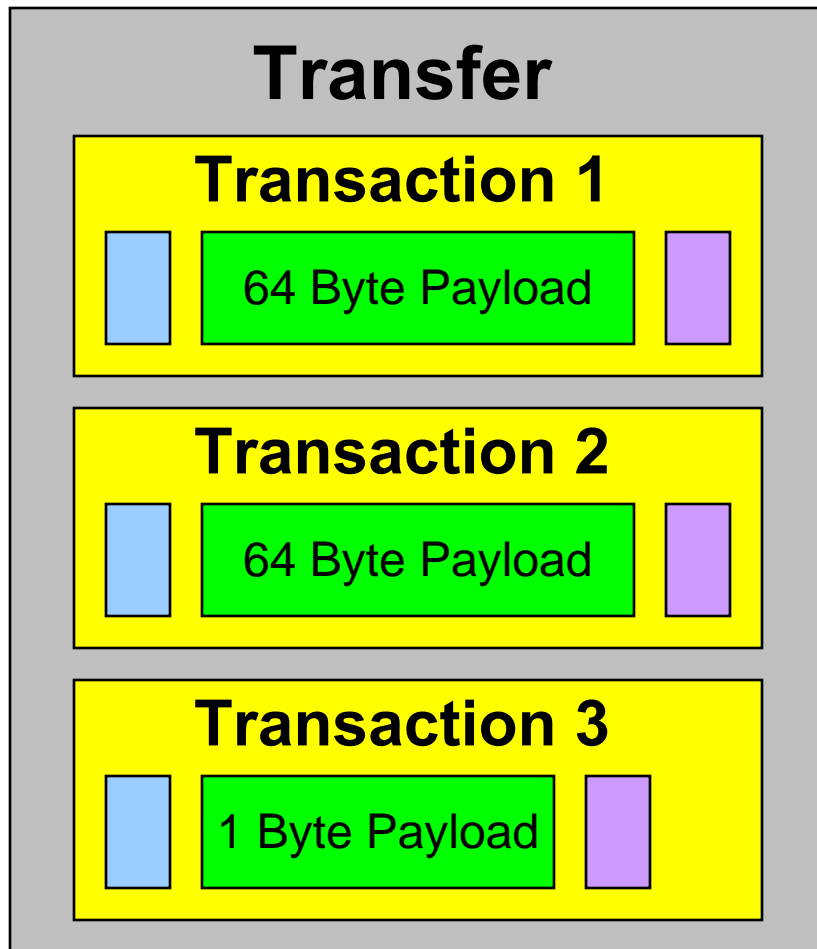 Transfer
Transaction 1
64 Byte Payload
Transaction 2
64 Byte Payload
Transaction 3
1 Byte Payload